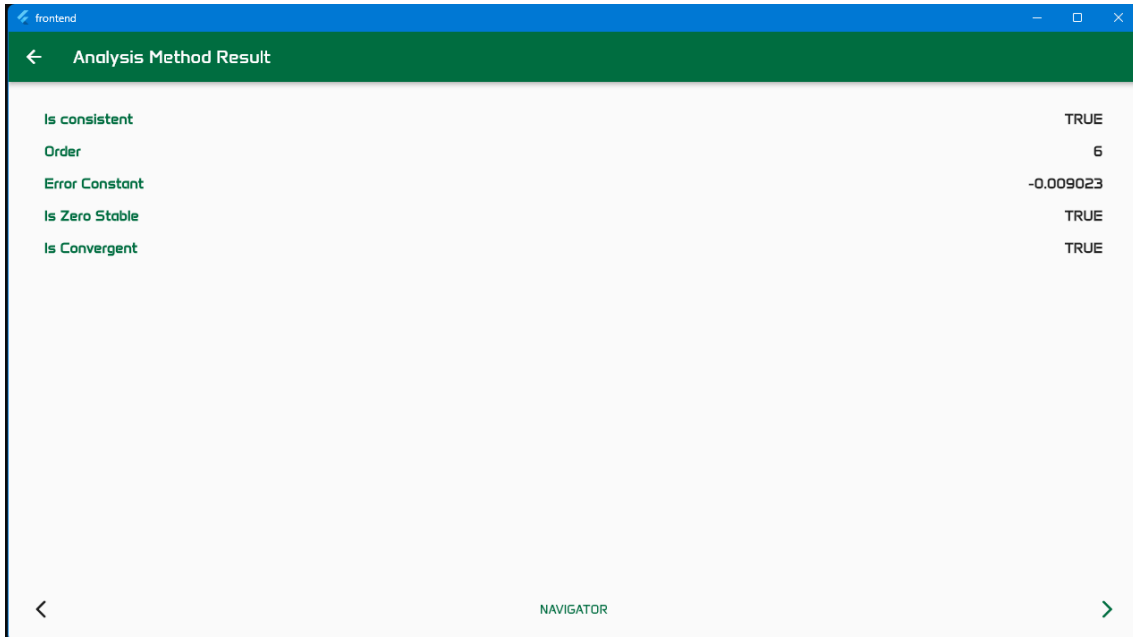 frontend
Analysis Method Result
Is consistent TRUE
Order 6
Error Constant -0.009023
Is Zero Stable TRUE
Is Convergent TRUE
NAVIGATOR